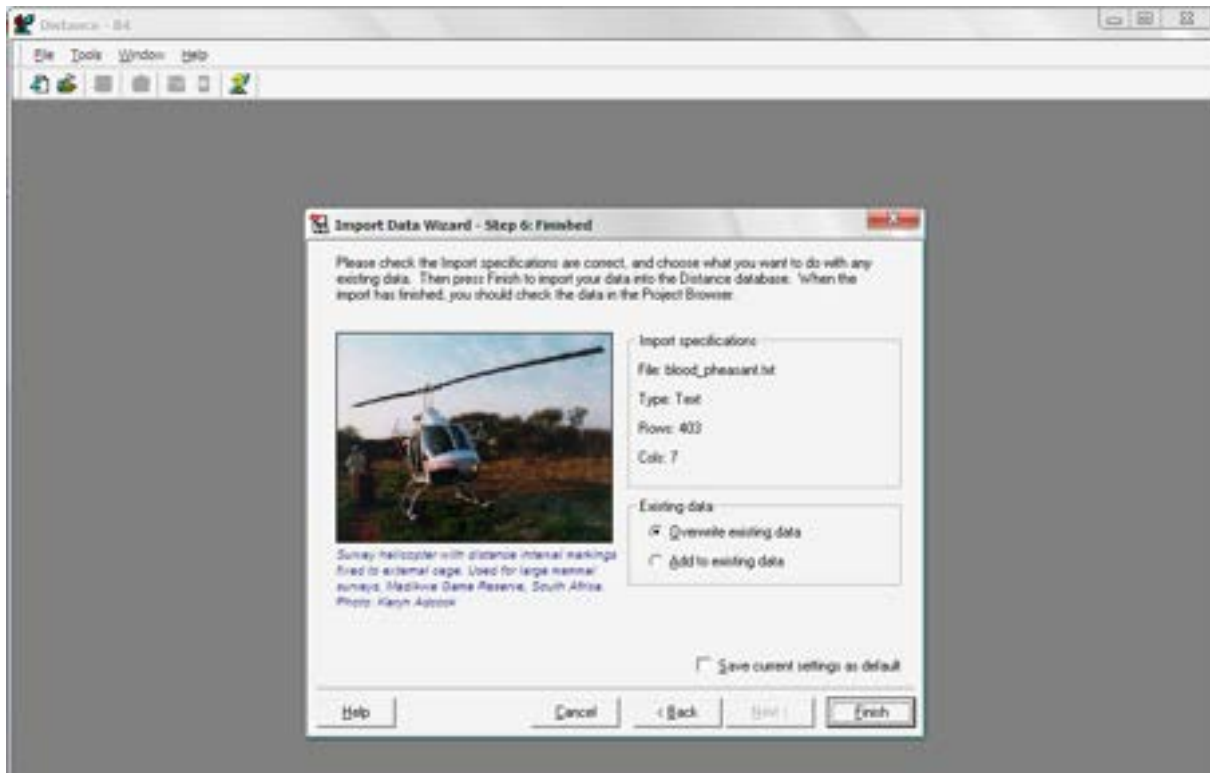 Distance - B4
File Tools Window Help
Import Data Wizard - Step 6: Finished
Please check the Import specifications are correct, and choose what you want to do with any
existing data. Then press Finish to import your data into the Distance database. When the
import has finished, you should check the data in the Project Browser.
Survey helicopter with distance interval markings
fixed to external cage. Used for large mammal
surveys, Madikwe Game Reserve, South Africa.
Photo: Keryn Adcock
Import specifications
File: blood_pheasant.txt
Type: Text
Rows: 403
Cols: 7
Existing data
Overwrite existing data
Add to existing data
Save current settings as default
Help
Cancel
< Back
Next >
Finish